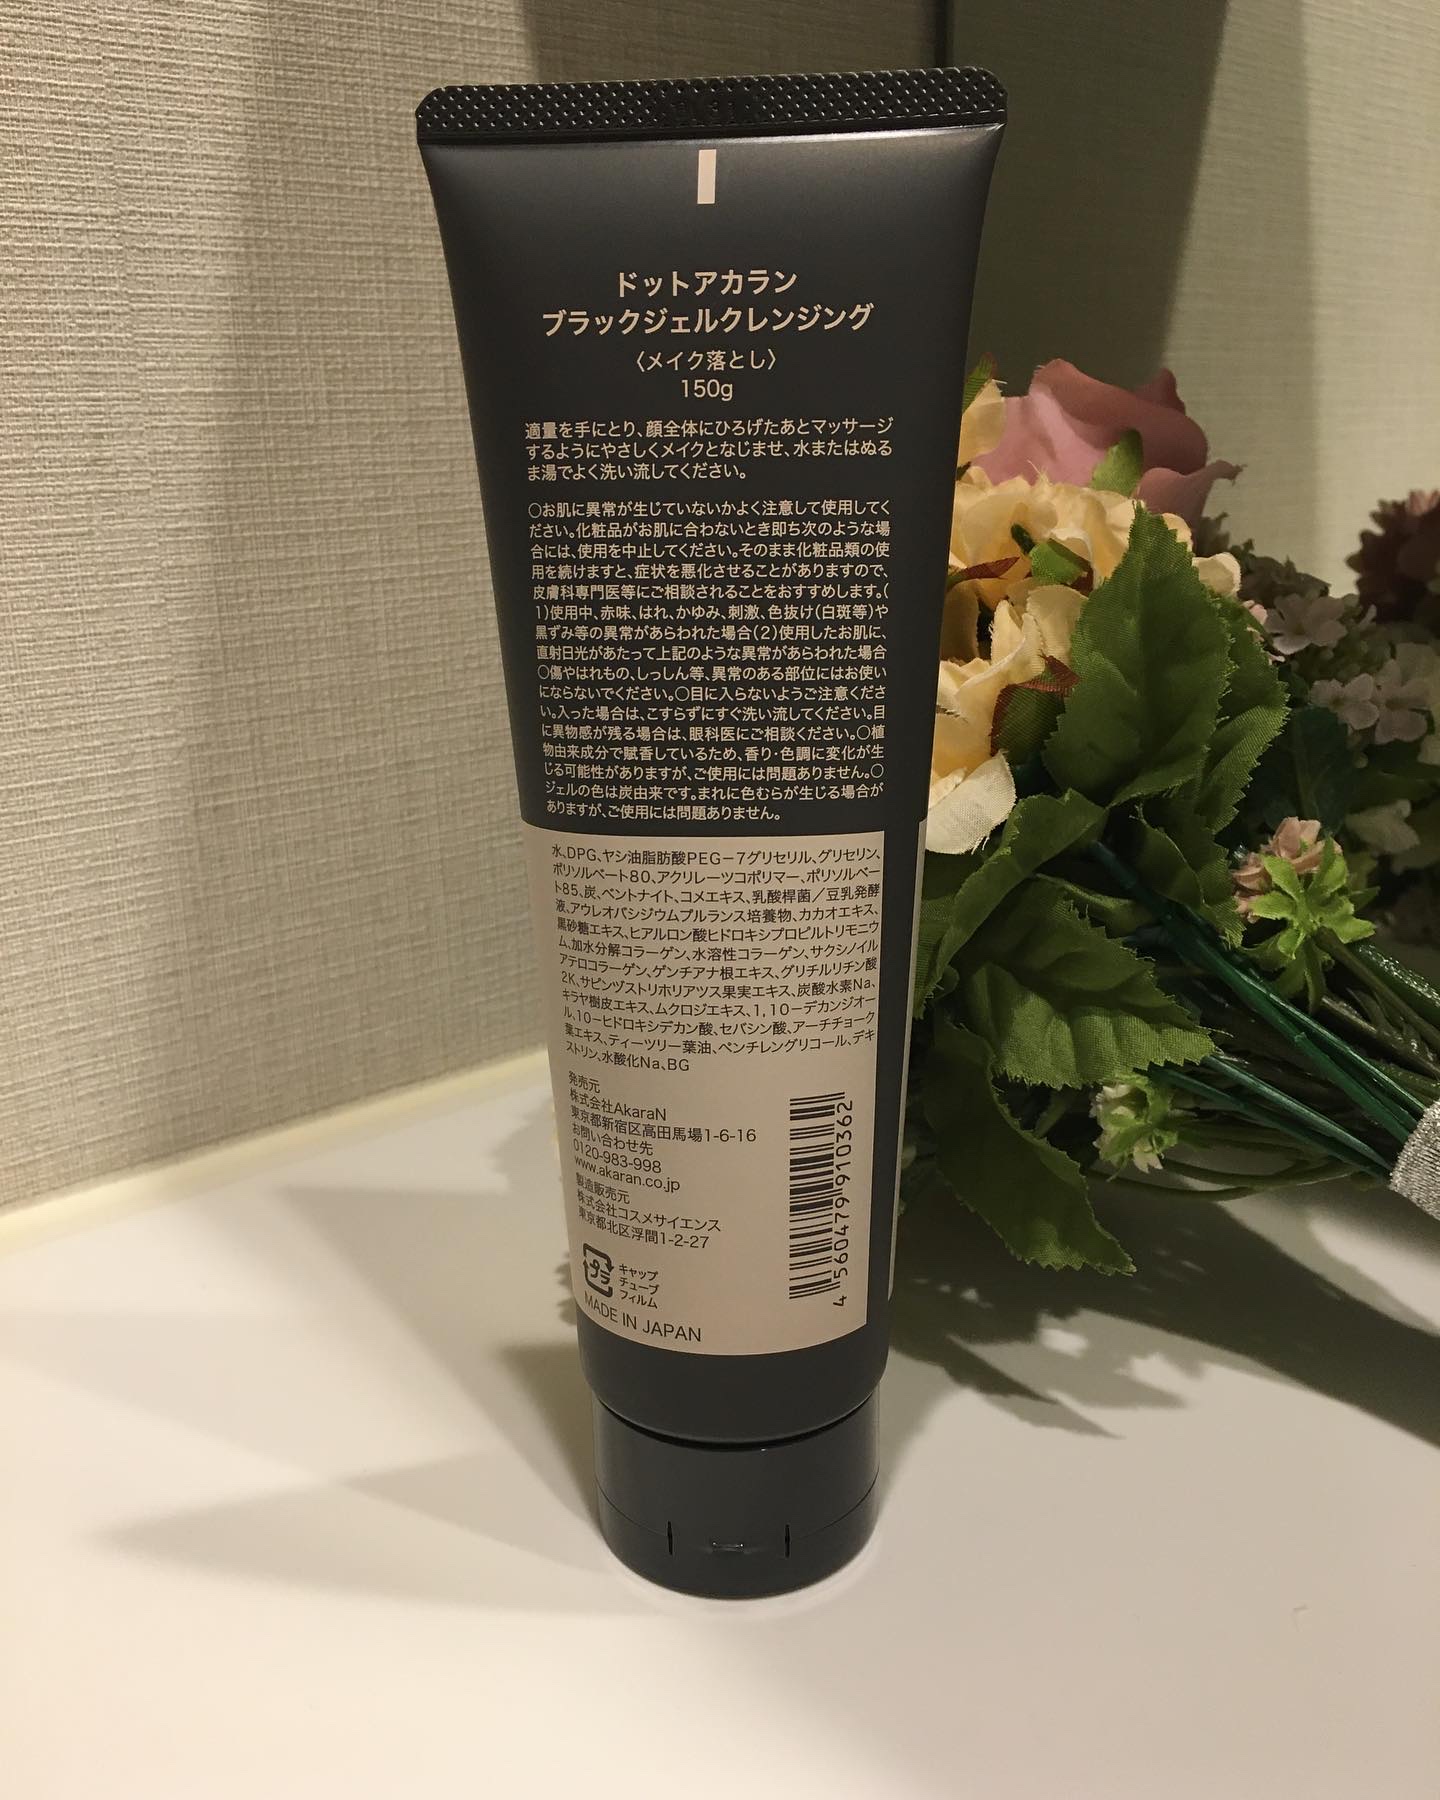 ドットアカラン
ブラックジェルクレンジング
〈メイク落とし〉
150g
適量を手にとり、顔全体にひろげたあとマッサージ
するようにやさしくメイクとなじませ、水またはぬる
ま湯でよく洗い流してください。
○お肌に異常が生じていないかよく注意して使用してく
ださい。化粧品がお肌に合わないとき即ち次のような場
合には、使用を中止してください。そのまま化粧品類の使
用を続けますと、症状を悪化させることがありますので、
皮膚科専門医等にご相談されることをおすすめします。(
1)使用中、赤味、はれ、かゆみ、刺激、色抜け(白斑等)や
黒ずみ等の異常があらわれた場合(2)使用したお肌に、
直射日光があたって上記のような異常があらわれた場合
○傷やはれもの、しっしん等、異常のある部位にはお使い
にならないでください。○目に入らないようご注意くださ
い。入った場合は、こすらずにすぐ洗い流してください。目
に異物感が残る場合は、眼科医にご相談ください。○植
物由来成分で賦香しているため、香り・色調に変化が生
じる可能性がありますが、ご使用には問題ありません。○
ジェルの色は炭由来です。まれに色むらが生じる場合が
ありますが、ご使用には問題ありません。
水、DPG、ヤシ油脂肪酸PEG－7グリセリル、グリセリン、
ポリソルベート80、アクリレーツコポリマー、ポリソルベー
ト85、炭、ベントナイト、コメエキス、乳酸桿菌／豆乳発酵
液、アウレオバシジウムプルランス培養物、カカオエキス、
黒砂糖エキス、ヒアルロン酸ヒドロキシプロピルトリモニウ
ム、加水分解コラーゲン、水溶性コラーゲン、サクシノイル
アテロコラーゲン、ゲンチアナ根エキス、グリチルリチン酸
2K、サピンヅストリホリアツス果実エキス、炭酸水素Na、
キラヤ樹皮エキス、ムクロジエキス、1,10－デカンジオー
ル、10－ヒドロキシデカン酸、セバシン酸、アーチチョーク
葉エキス、ティーツリー葉油、ペンチレングリコール、デキ
ストリン、水酸化Na、BG
発売元
株式会社AkaraN
東京都新宿区高田馬場1-6-16
お問い合わせ先
0120-983-998
www.akaran.co.jp
製造販売元
株式会社コスメサイエンス
東京都北区浮間1-2-27
プラ
キャップ
チューブ
フィルム
MADE IN JAPAN
4 560479 910362